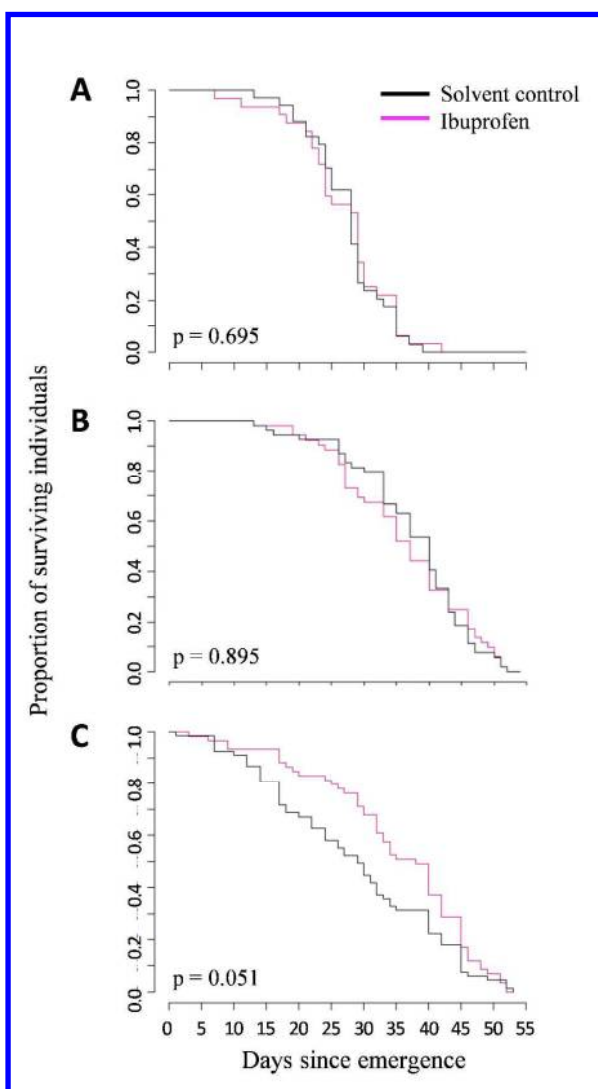 A
Solvent control
Ibuprofen
1.0
0.8
0.6
0.4
0.2
0.0
p = 0.695
B
1.0
0.8
0.6
0.4
0.2
0.0
p = 0.895
C
1.0
0.8
0.6
0.4
0.2
0.0
p = 0.051
Proportion of surviving individuals
0 5 10 15 20 25 30 35 40 45 50 55
Days since emergence